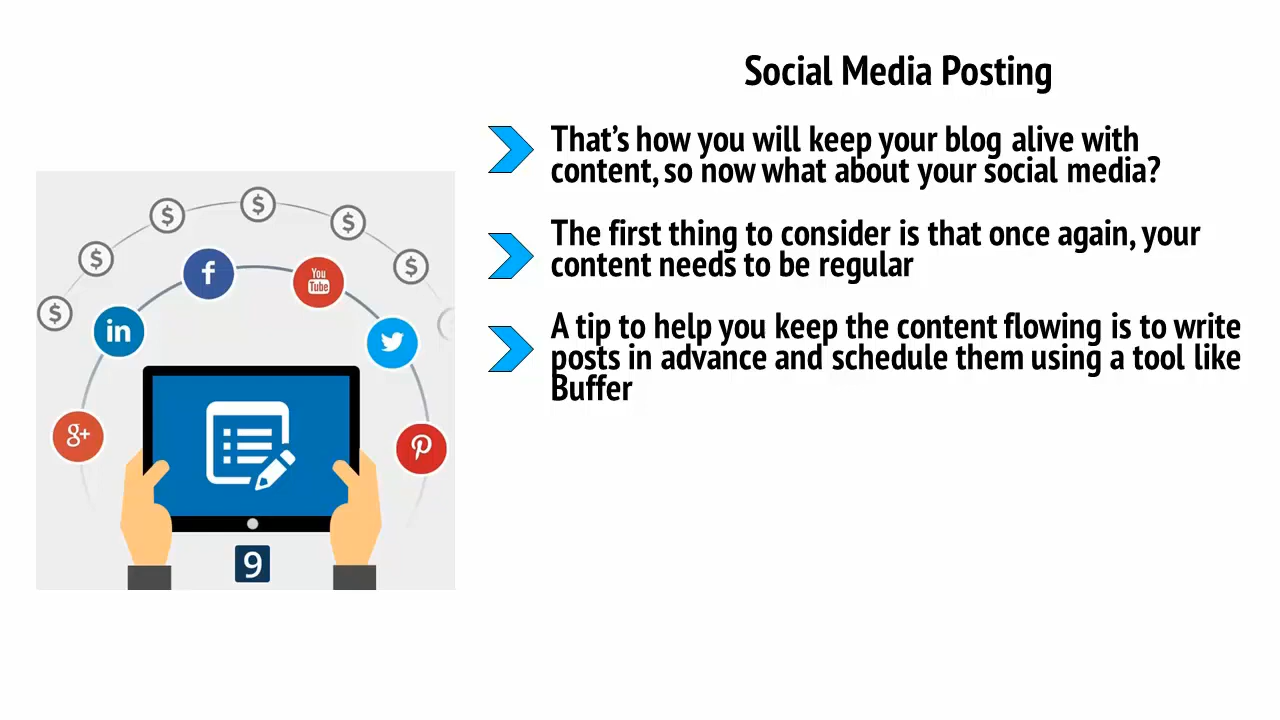 Social Media Posting
That's how you will keep your blog alive with
content, so now what about your social media?
The first thing to consider is that once again, your
content needs to be regular
A tip to help you keep the content flowing is to write
posts in advance and schedule them using a tool like
Buffer
$
$
$
$
$
$
f
You
Tube
in
g+
9